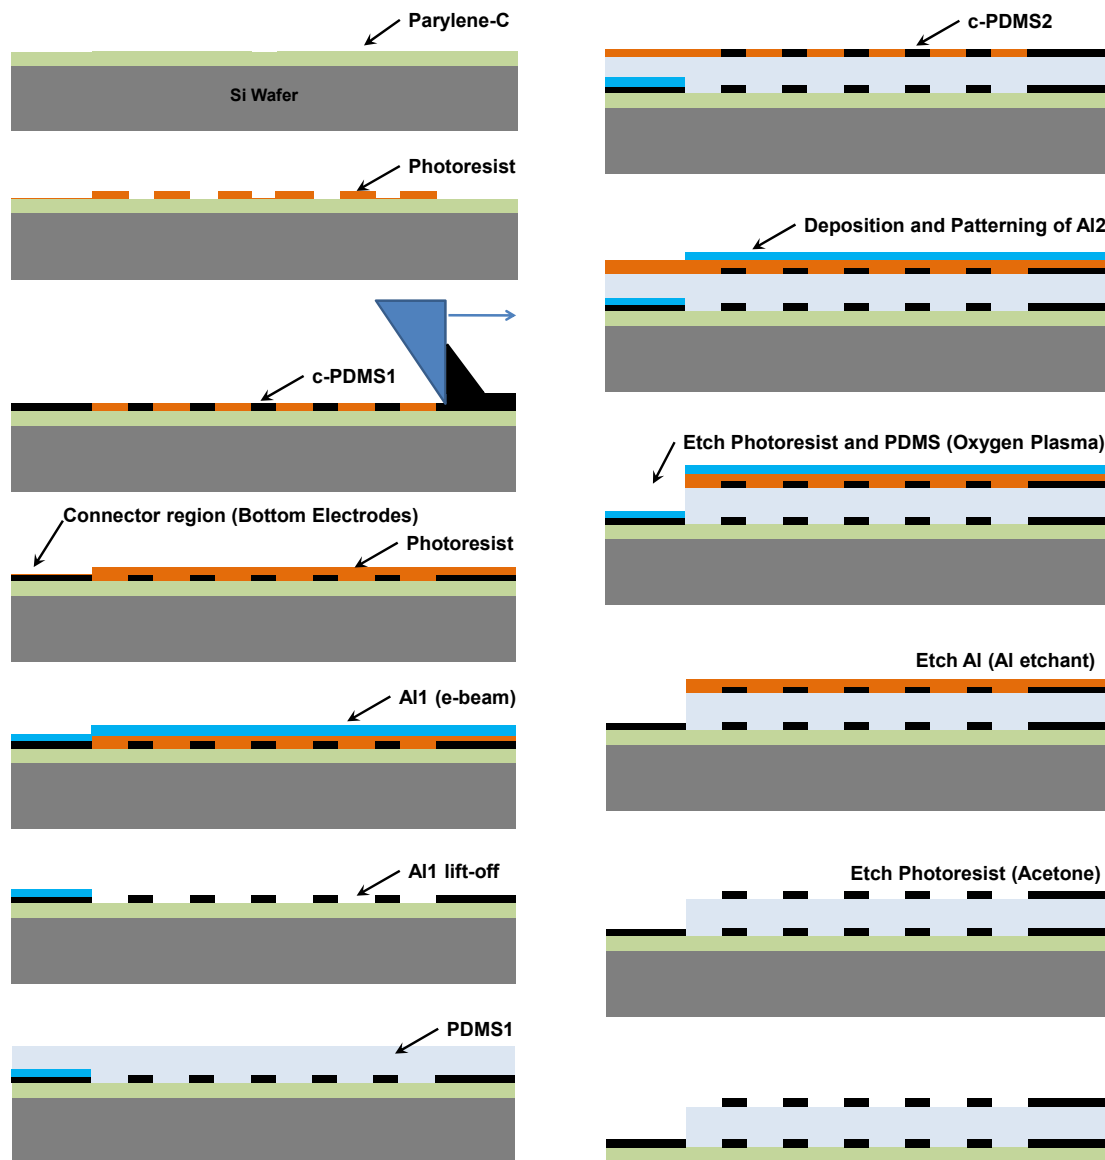 Parylene-C
Si Wafer
Photoresist
c-PDMS1
Connector region (Bottom Electrodes)
Photoresist
Al1 (e-beam)
Al1 lift-off
PDMS1
c-PDMS2
Deposition and Patterning of Al2
Etch Photoresist and PDMS (Oxygen Plasma)
Etch Al (Al etchant)
Etch Photoresist (Acetone)